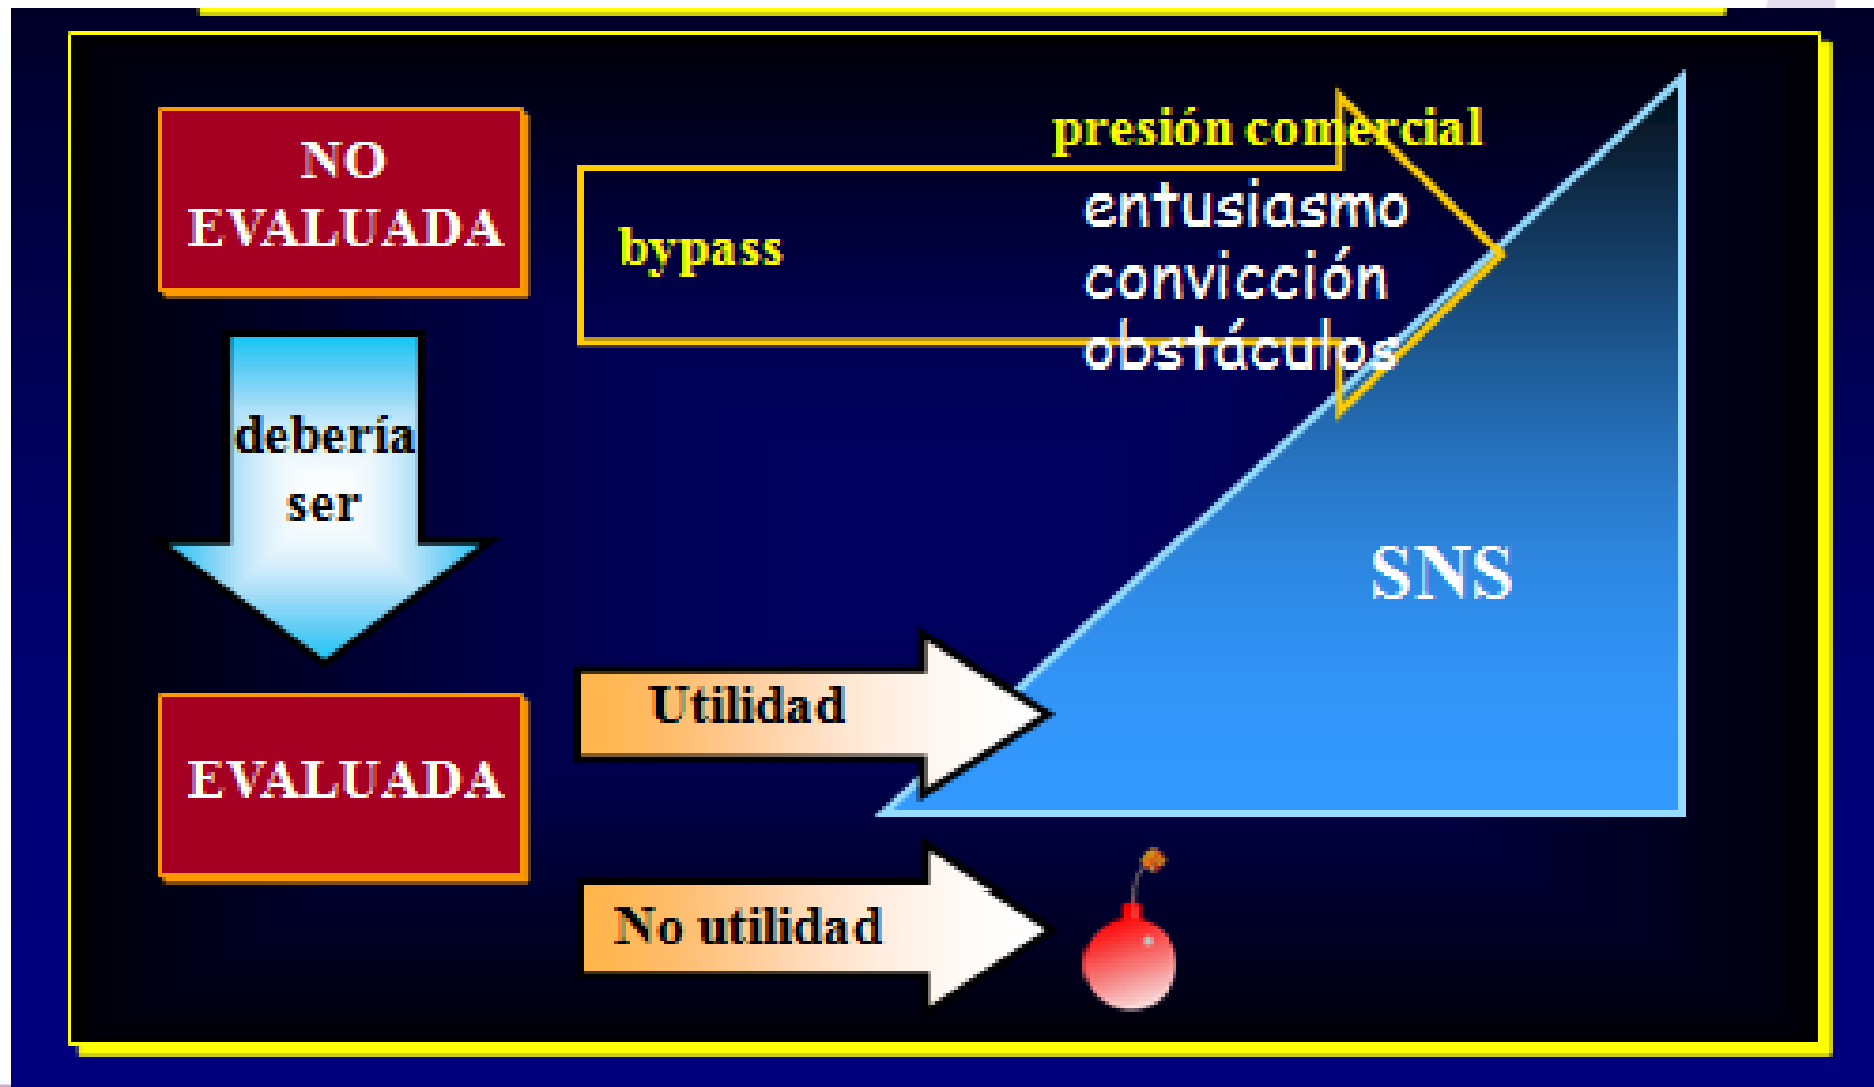 NO
EVALUADA
presión comercial
bypass
entusiasmo
convicción
obstáculos
debería
ser
SNS
EVALUADA
Utilidad
No utilidad